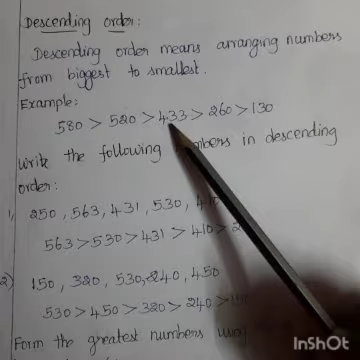 Descending order:
Descending order means arranging numbers
from biggest to smallest.
Example:
580 > 520 > 433 > 260 > 130
Write the following in descending
order:
1, 250, 563, 431, 530,
563 > 530 > 431 > 410 >
2) 150, 320, 530, 240, 450
530 > 450 > 320 > 240 >
Form the greatest numbers
InShOt